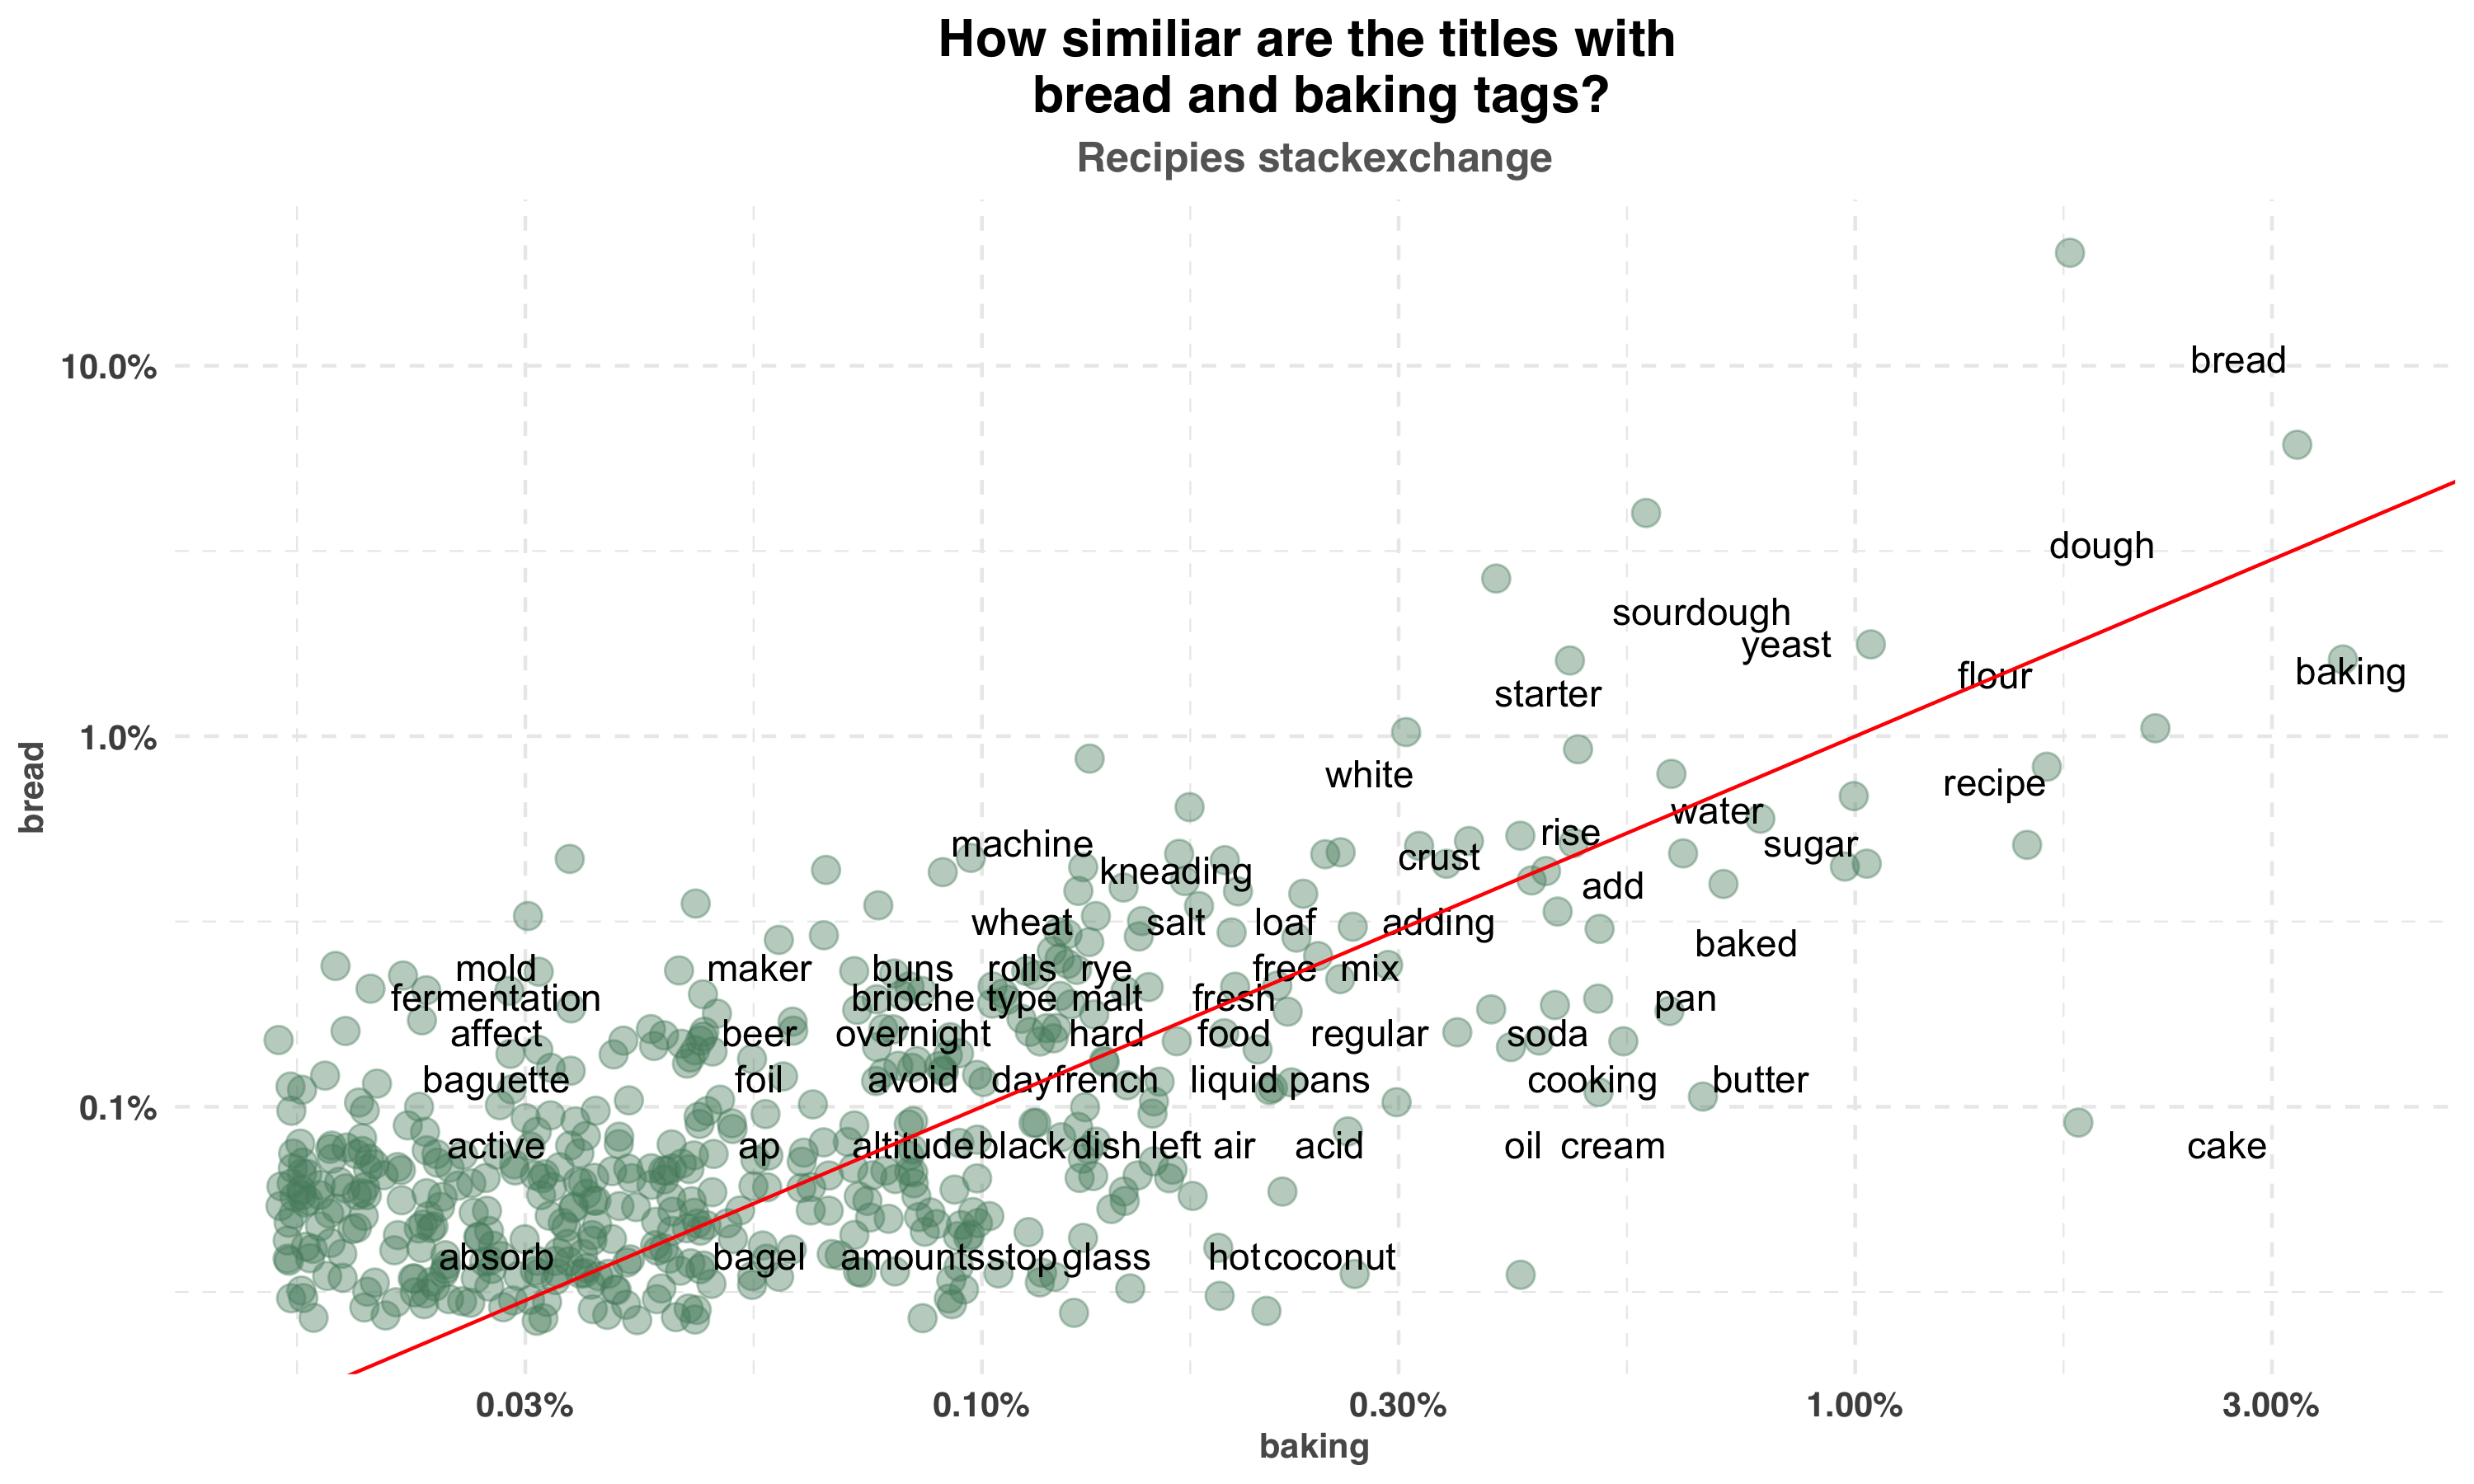 How similiar are the titles with
bread and baking tags?
Recipies stackexchange
10.0%
bread
dough
sourdough
yeast
flour
baking
starter
1.0%
bread
white
recipe
water
rise
machine
crust
sugar
kneading
add
wheat
salt
loaf
adding
baked
mold
maker
buns
rolls
rye
free
mix
fermentation
brioche
type
malt
fresh
pan
affect
beer
overnight
hard
food
regular
soda
baguette
foil
avoid
day
french
liquid
pans
cooking
butter
0.1%
active
ap
altitude
black
dish
left
air
acid
oil
cream
cake
absorb
bagel
amounts
stop
glass
hot
coconut
0.03%
0.10%
0.30%
1.00%
3.00%
baking